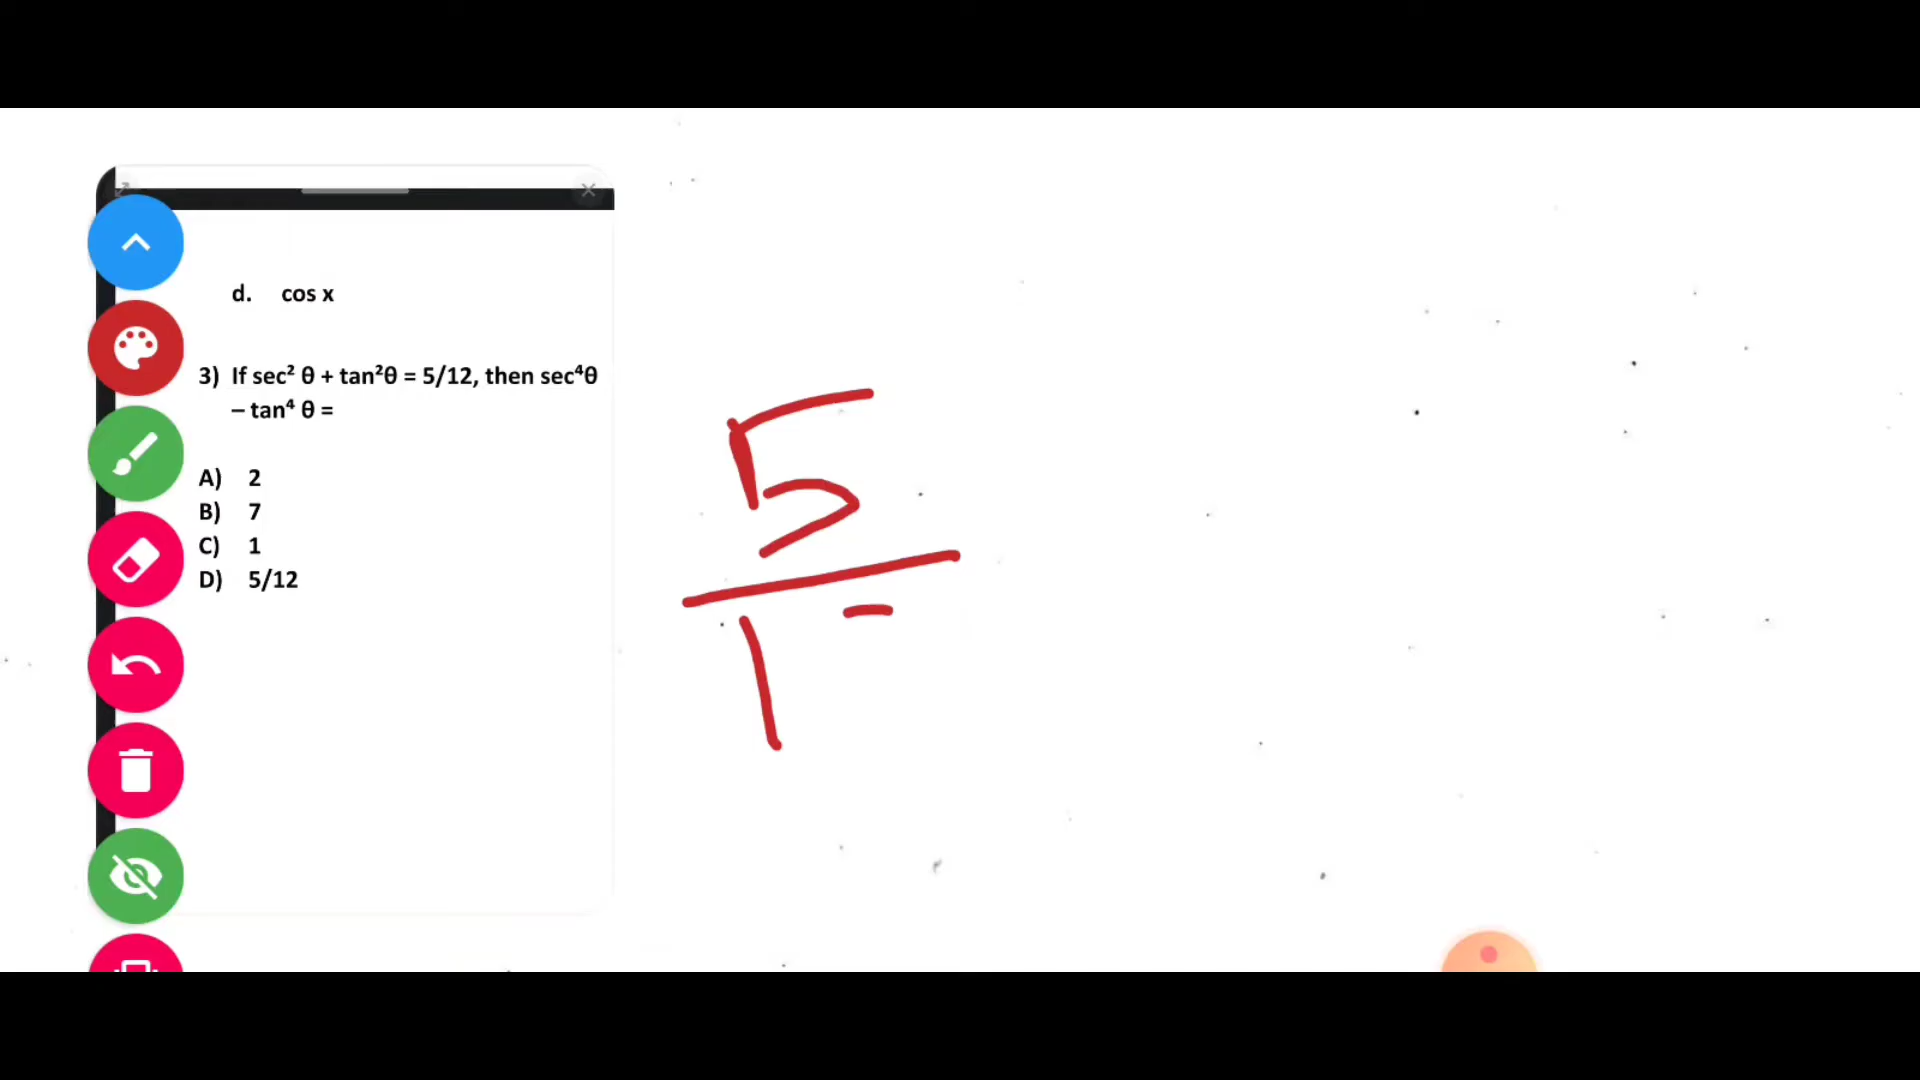 d. cos x
3) If sec² θ + tan²θ = 5/12, then sec⁴θ
– tan⁴ θ =
A) 2
B) 7
C) 1
D) 5/12
5
1